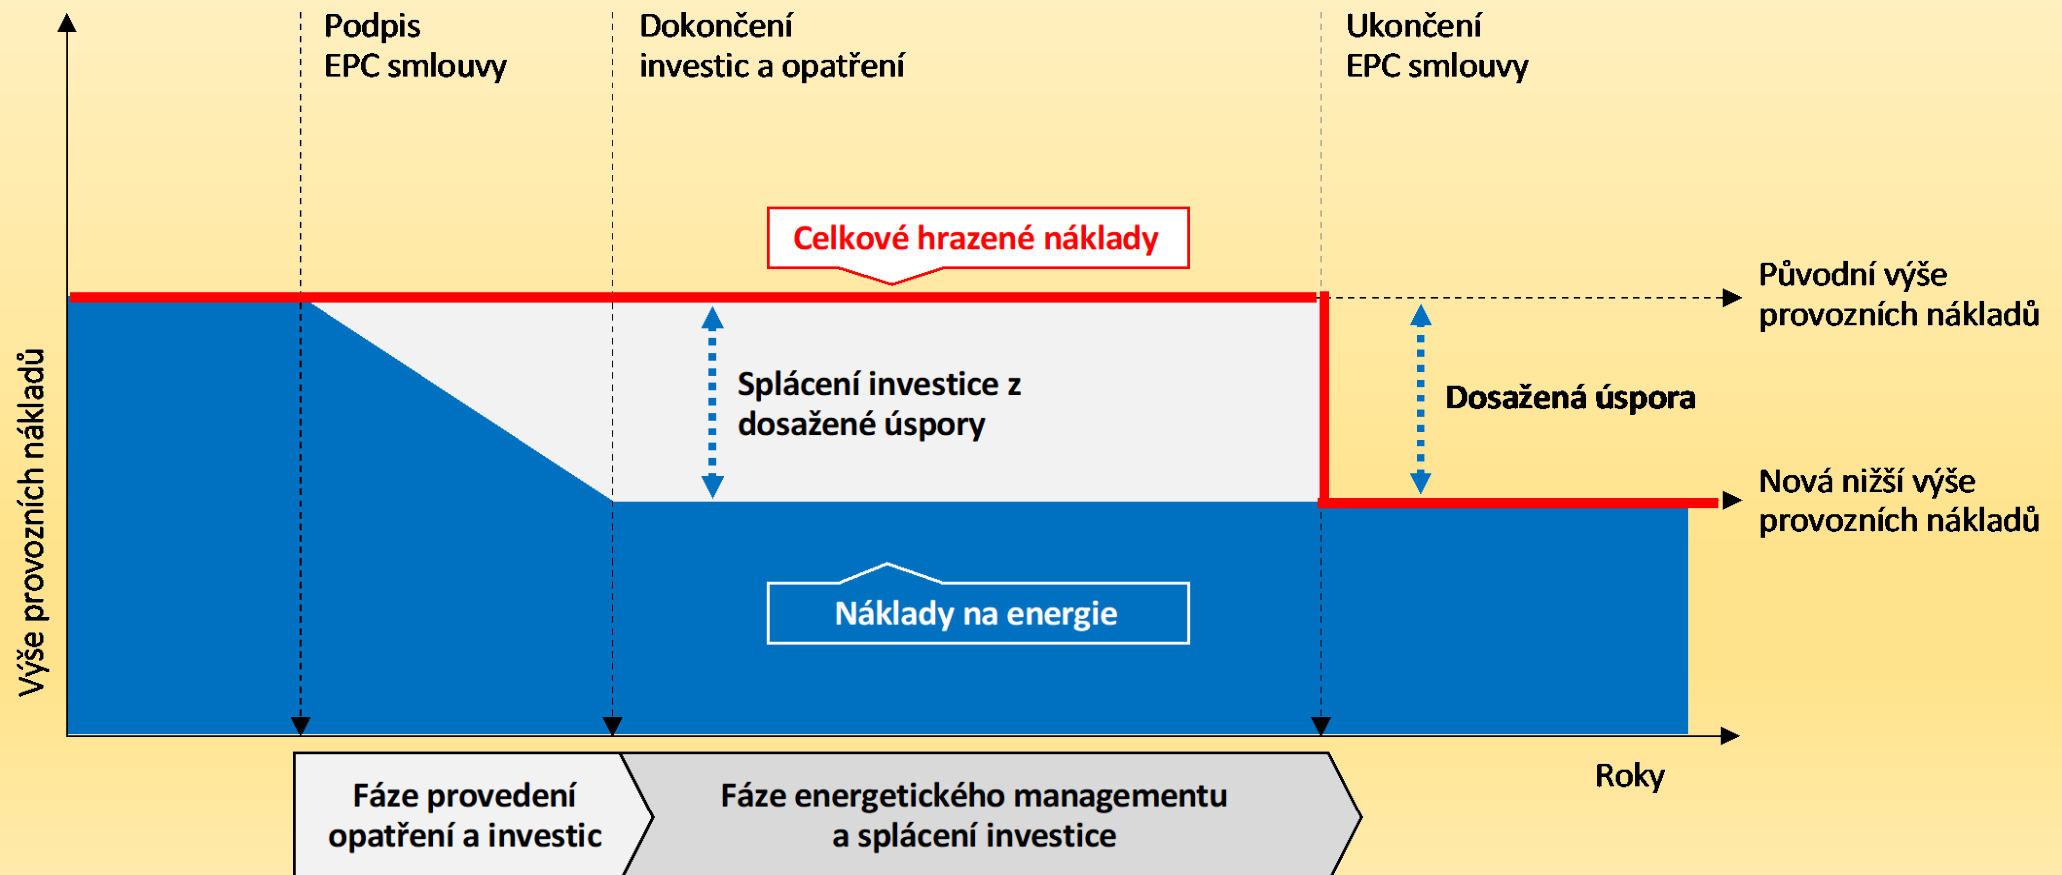 Podpis
EPC smlouvy
Dokončení
investic a opatření
Ukončení
EPC smlouvy
Celkové hrazené náklady
Původní výše
provozních nákladů
Splácení investice z
dosažené úspory
Dosažená úspora
Nová nižší výše
provozních nákladů
Náklady na energie
Výše provozních nákladů
Roky
Fáze provedení
opatření a investic
Fáze energetického managementu
a splácení investice